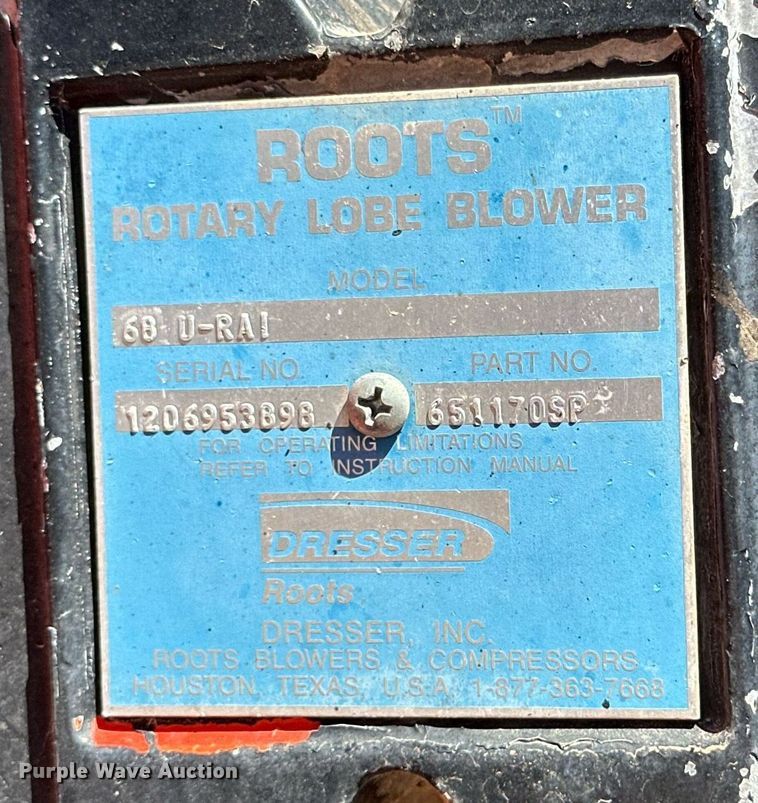 ROOTS™
ROTARY LOBE BLOWER
MODEL
68 U-RAI
SERIAL NO. PART NO.
1206953898 651170SP
FOR OPERATING LIMITATIONS
REFER TO INSTRUCTION MANUAL
DRESSER
Roots
DRESSER, INC.
ROOTS BLOWERS & COMPRESSORS
HOUSTON, TEXAS, U.S.A. 1-877-363-7668
Purple Wave Auction